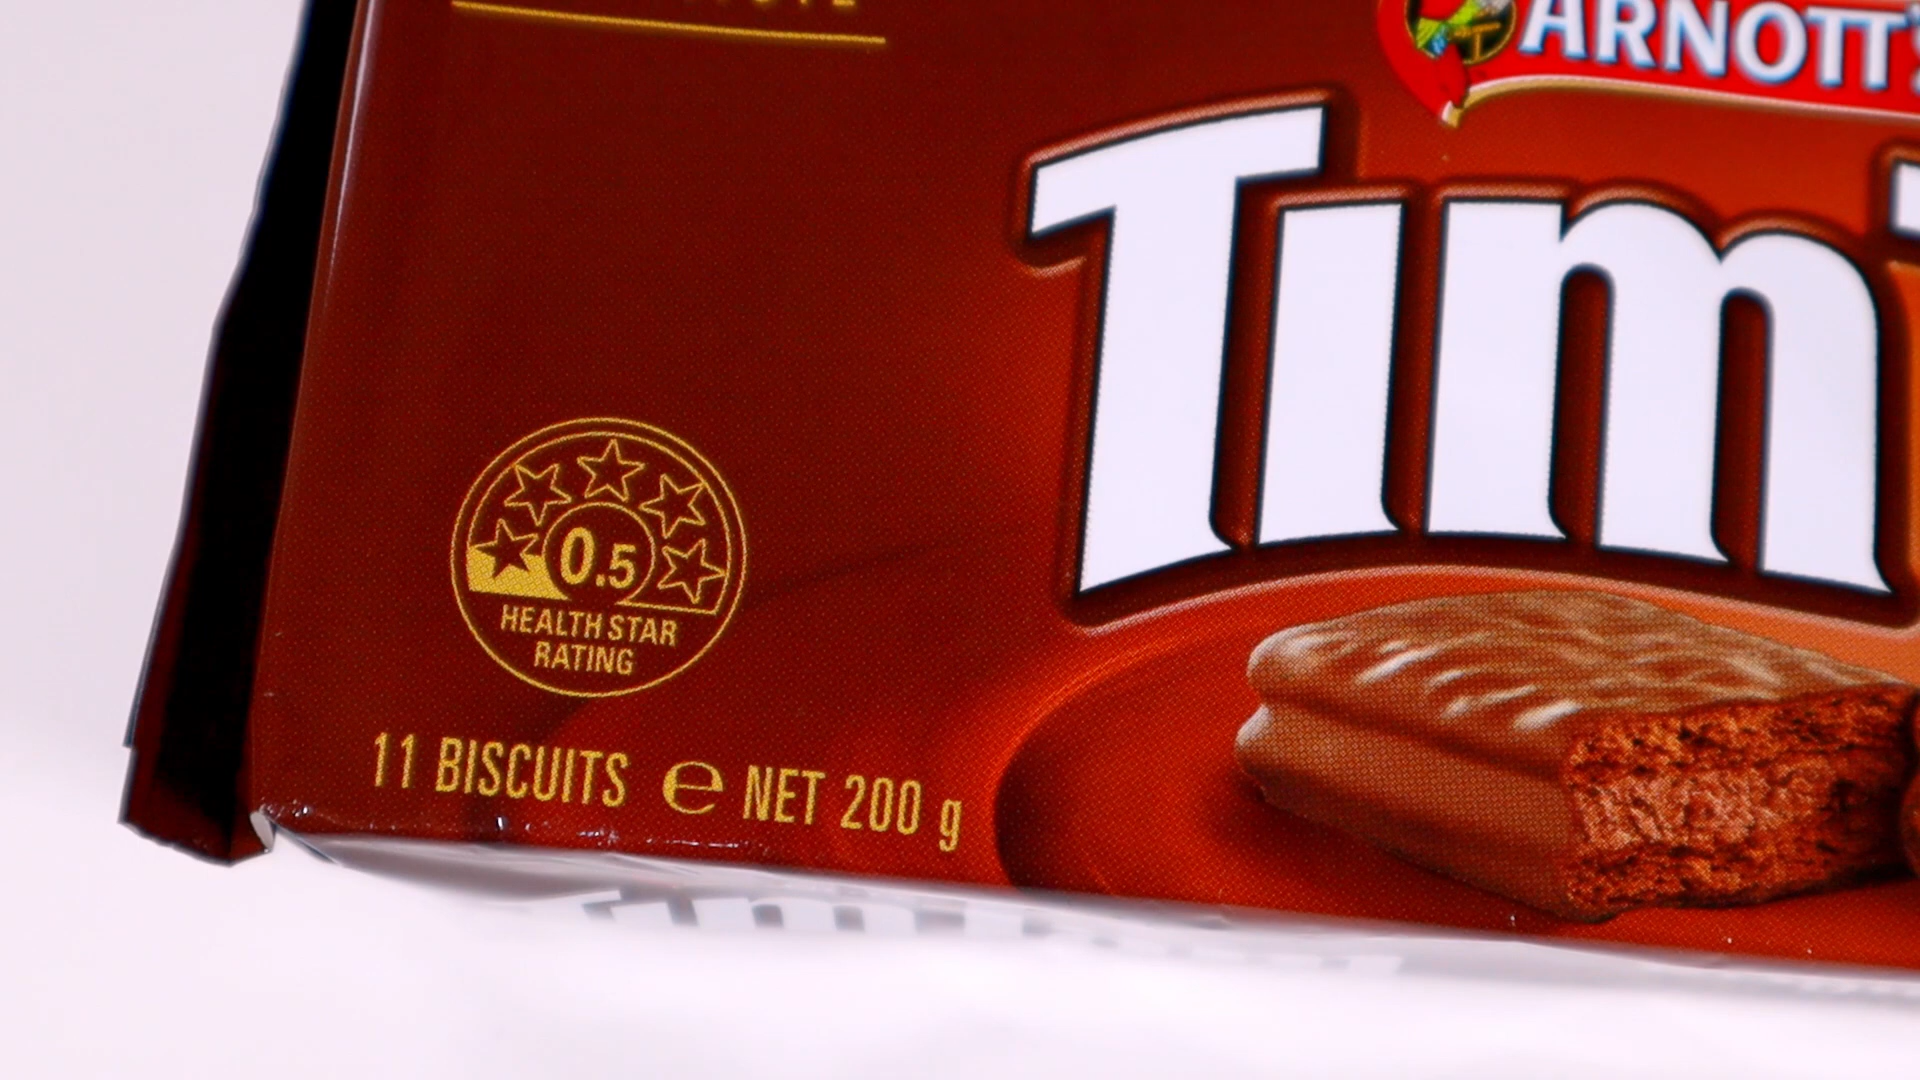 ARNOTT'S
Tim
0.5
HEALTH STAR
RATING
11 BISCUITS e NET 200 g